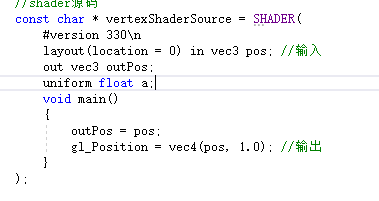 //shader源码
const char * vertexShaderSource = SHADER(
#version 330\n
layout(location = 0) in vec3 pos; //输入
out vec3 outPos;
uniform float a;
void main()
{
outPos = pos;
gl_Position = vec4(pos, 1.0); //输出
}
);